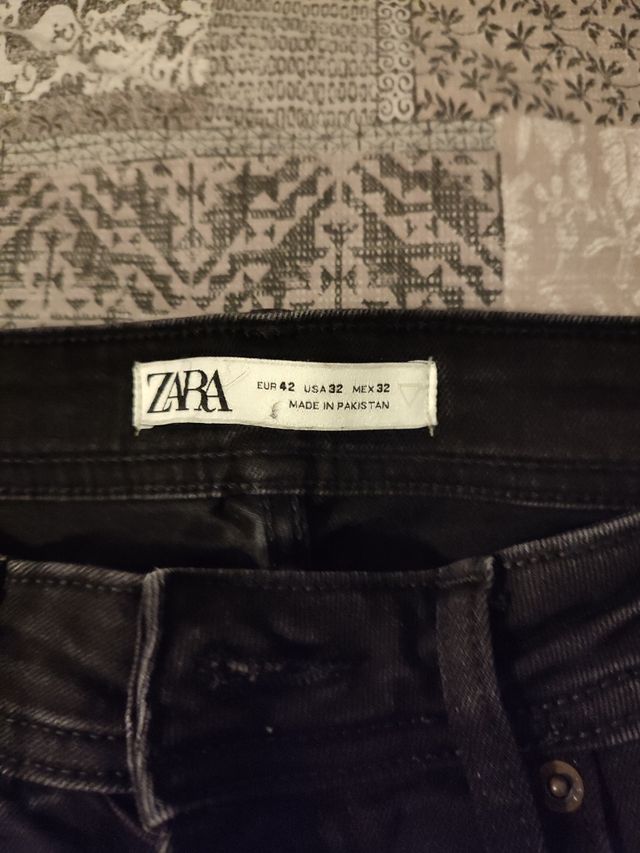 ZARA
EUR 42 USA 32 MEX 32
MADE IN PAKISTAN